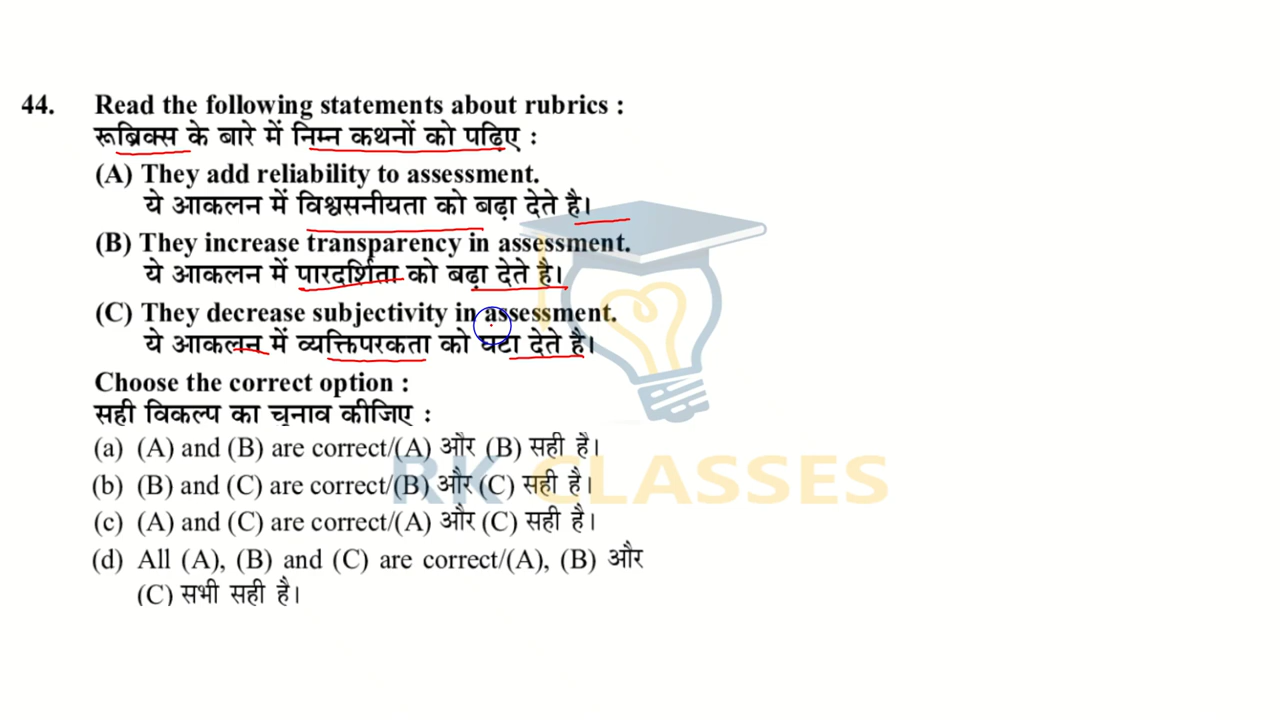 44. Read the following statements about rubrics :
रूब्रिक्स के बारे में निम्न कथनों को पढिए :
(A) They add reliability to assessment.
ये आकलन में विश्वसनीयता को बढ़ा देते है।
(B) They increase transparency in assessment.
ये आकलन में पारदर्शिता को बढ़ा देते है।
(C) They decrease subjectivity in assessment.
ये आकलन में व्यक्तिपरकता को घटा देते है।
Choose the correct option :
सही विकल्प का चुनाव कीजिए :
(a) (A) and (B) are correct/(A) और (B) सही है।
(b) (B) and (C) are correct/(B) और (C) सही है।
(c) (A) and (C) are correct/(A) और (C) सही है।
(d) All (A), (B) and (C) are correct/(A), (B) और
(C) सभी सही है।
RK CLASSES